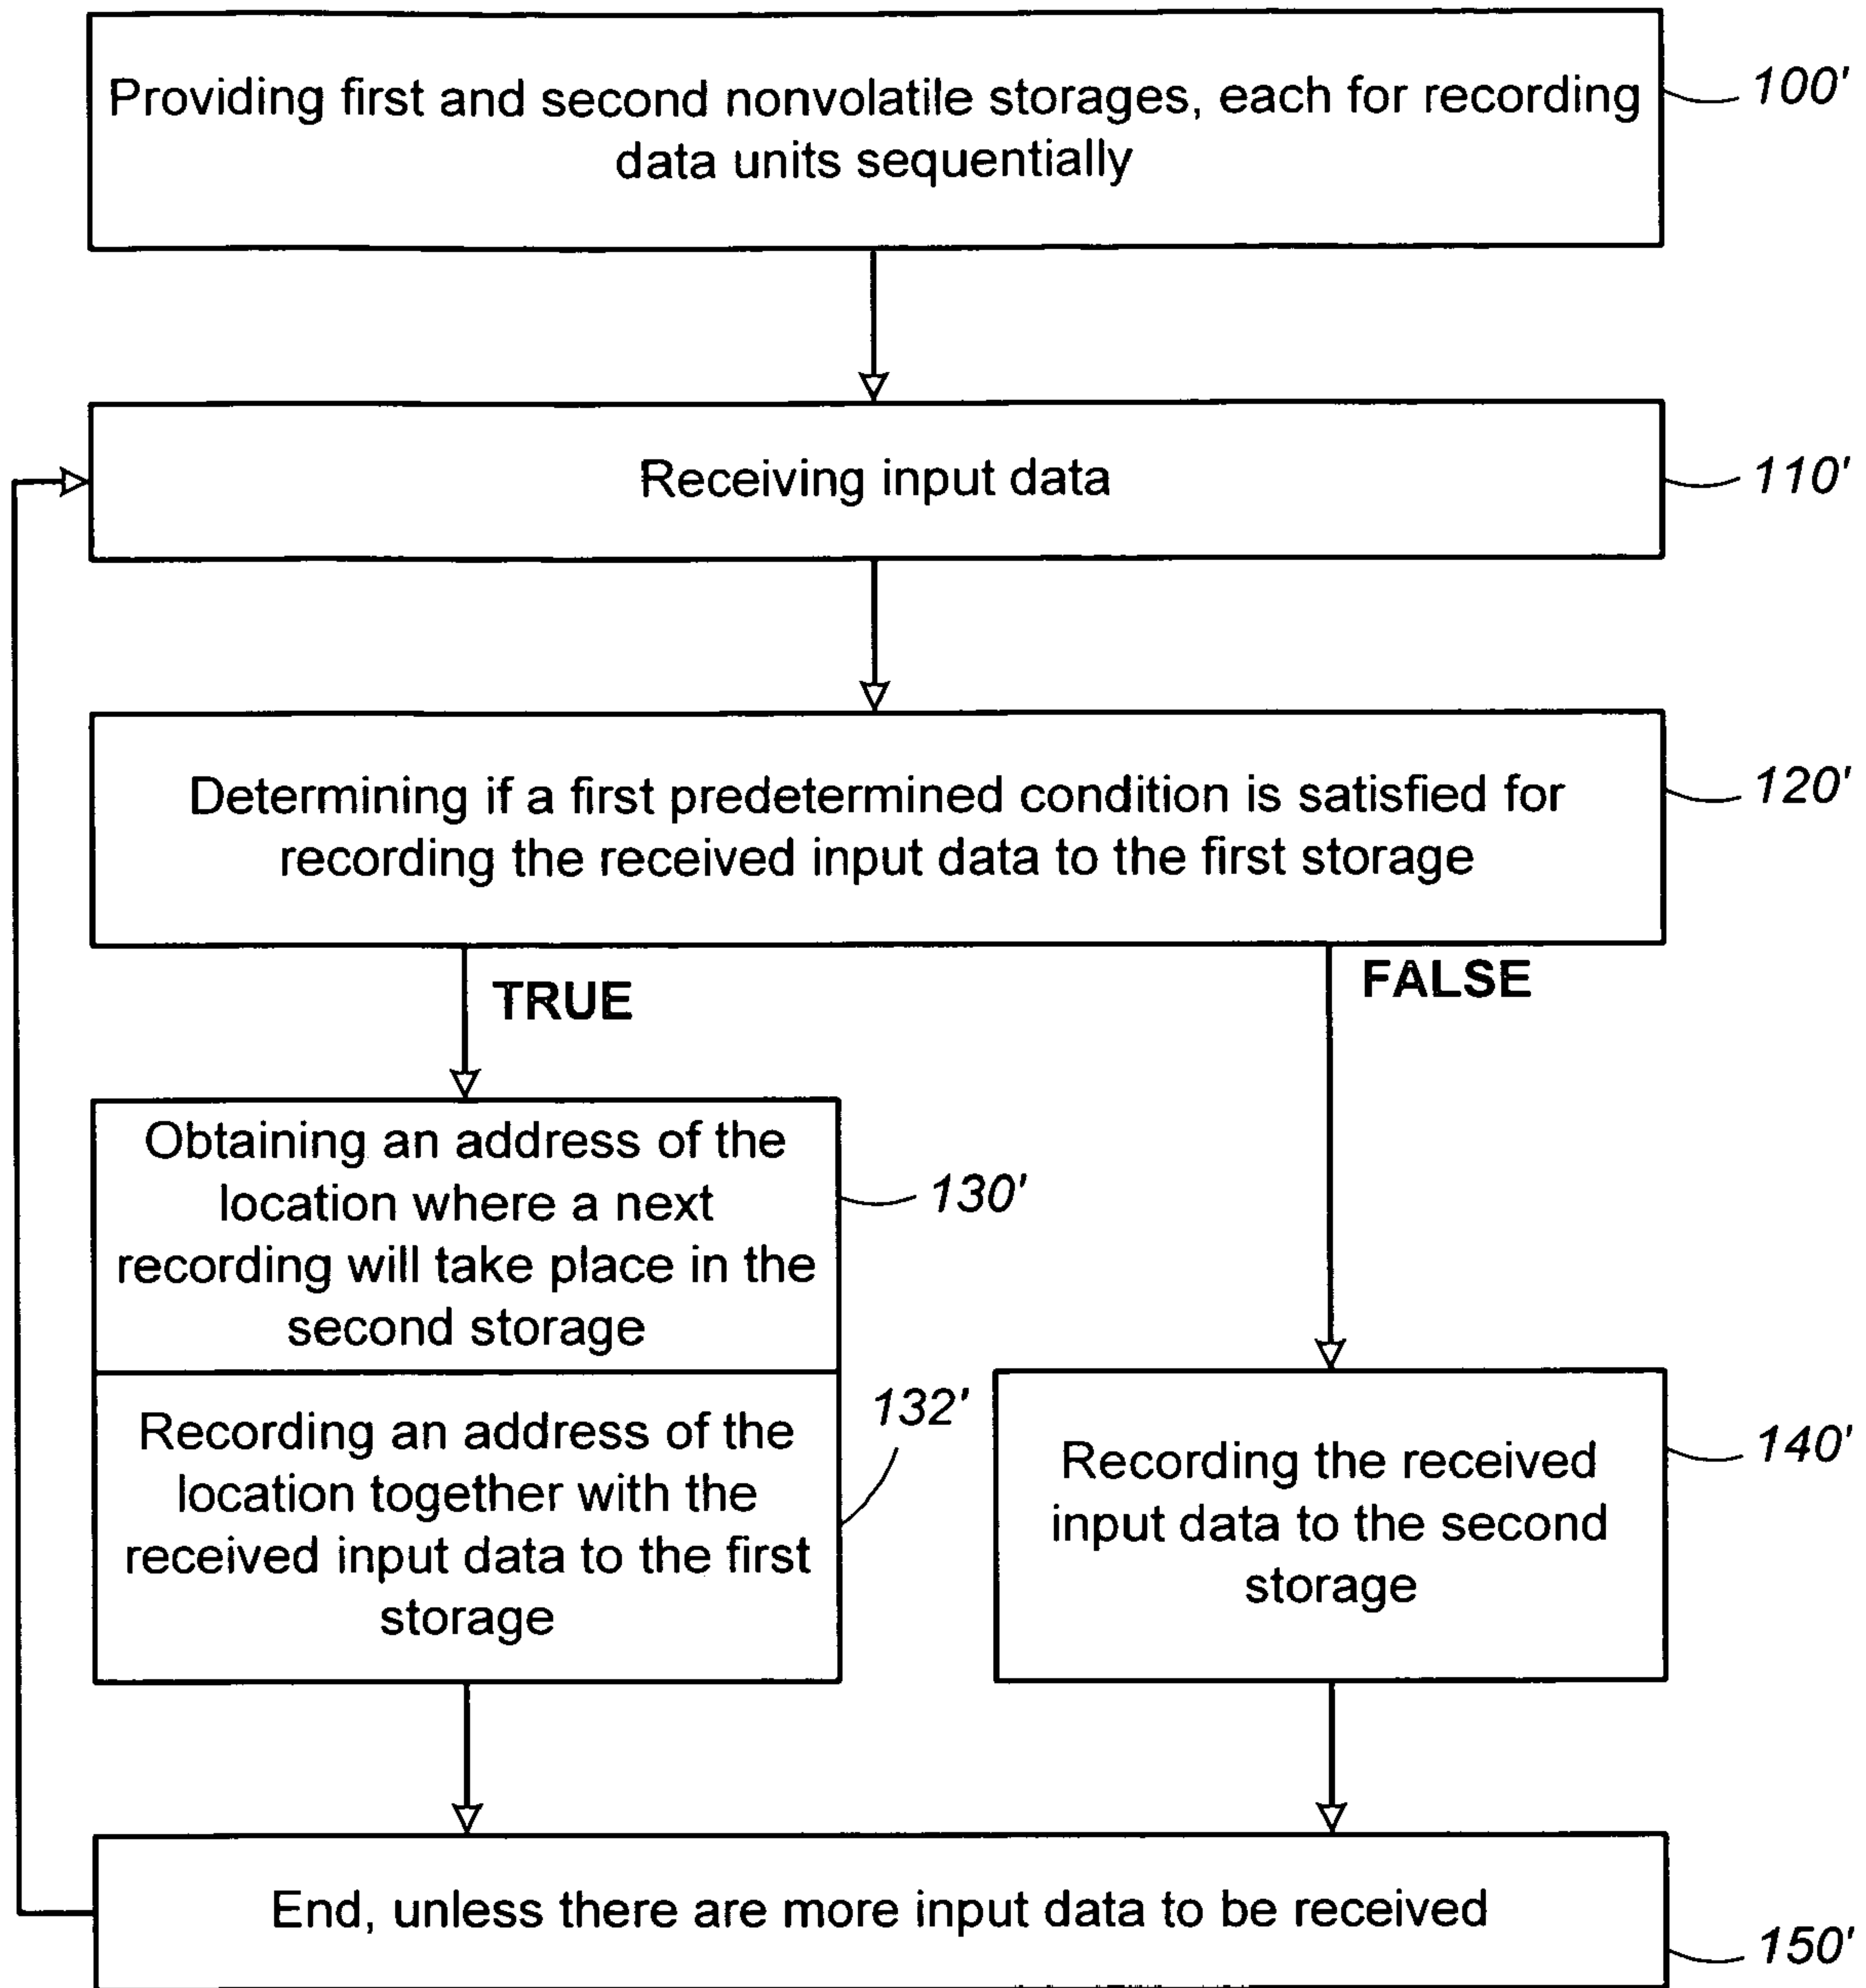 Providing first and second nonvolatile storages, each for recording
data units sequentially
100'
Receiving input data
110'
Determining if a first predetermined condition is satisfied for
recording the received input data to the first storage
120'
TRUE
FALSE
Obtaining an address of the
location where a next
recording will take place in the
second storage
130'
Recording an address of the
location together with the
received input data to the first
storage
132'
Recording the received
input data to the second
storage
140'
End, unless there are more input data to be received
150'